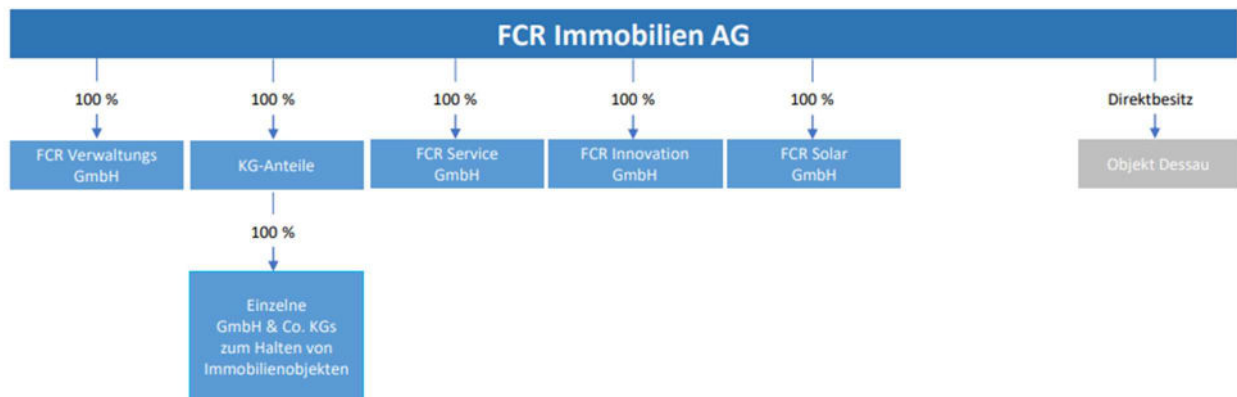 FCR Immobilien AG
100 %
100 %
100 %
100 %
100 %
Direktbesitz
FCR Verwaltungs
GmbH
KG-Anteile
FCR Service
GmbH
FCR Innovation
GmbH
FCR Solar
GmbH
Objekt Dessau
100 %
Einzelne
GmbH & Co. KGs
zum Halten von
Immobilienobjekten